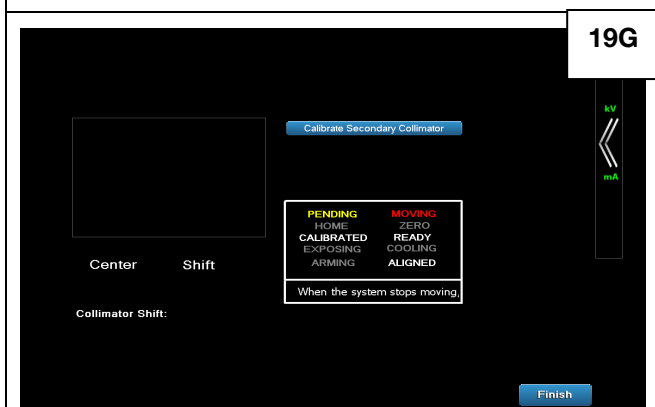 19G
kV
mA
Calibrate Secondary Collimator
PENDING MOVING
HOME ZERO
CALIBRATED READY
EXPOSING COOLING
ARMING ALIGNED
When the system stops moving,
Center Shift
Collimator Shift:
Finish